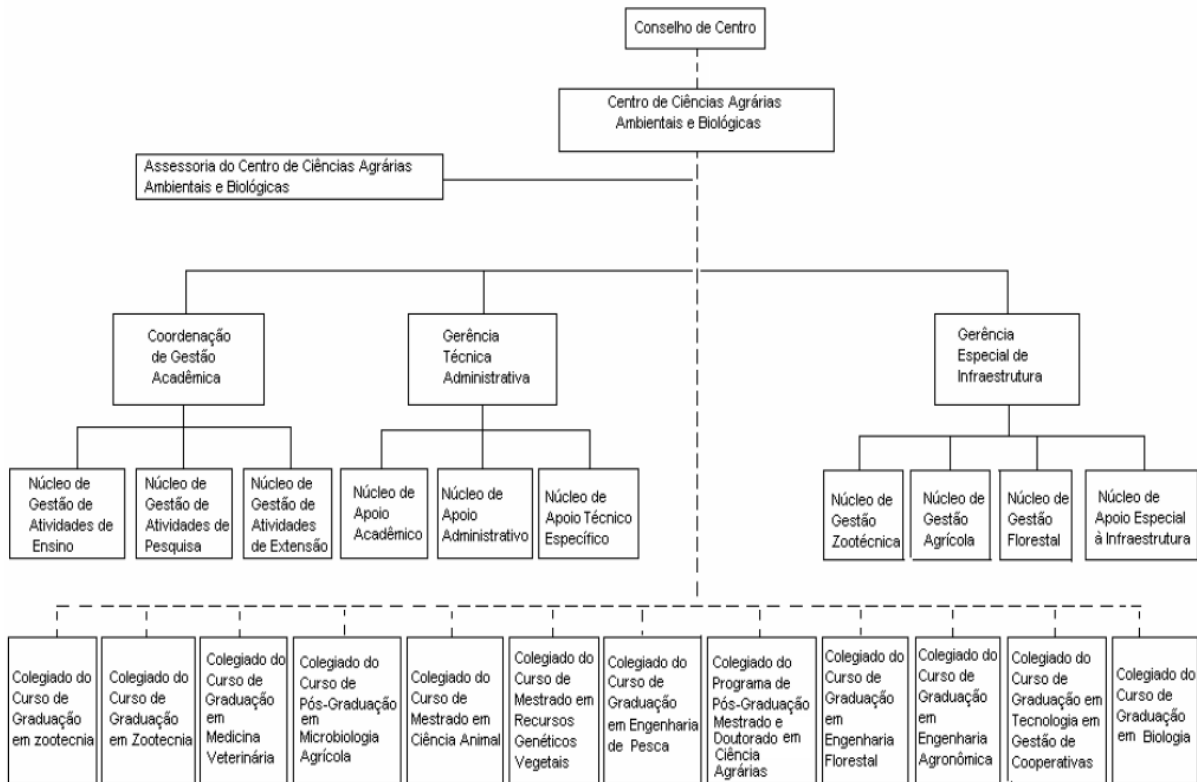 Conselho de Centro
Centro de Ciências Agrárias
Ambientais e Biológicas
Assessoria do Centro de Ciências Agrárias
Ambientais e Biológicas
Coordenação
de Gestão
Acadêmica
Gerência
Técnica
Administrativa
Gerência
Especial de
Infraestrutura
Núcleo de
Gestão de
Atividades de
Ensino
Núcleo de
Gestão de
Atividades de
Pesquisa
Núcleo de
Gestão de
Atividades
de Extensão
Núcleo de
Apoio
Acadêmico
Núcleo de
Apoio
Administrativo
Núcleo de
Apoio Técnico
Específico
Núcleo de
Gestão
Zootécnica
Núcleo de
Gestão
Agrícola
Núcleo de
Gestão
Florestal
Núcleo de
Apoio Especial
à Infraestrutura
Colegiado do
Curso de
Graduação
em zootecnia
Colegiado do
Curso de
Graduação
em Zootecnia
Colegiado do
Curso de
Graduação
em
Medicina
Veterinária
Colegiado do
Curso de
Pós-Graduação
em
Microbiologia
Agrícola
Colegiado do
Curso de
Mestrado em
Ciência Animal
Colegiado do
Curso de
Mestrado em
Recursos
Genéticos
Vegetais
Colegiado do
Curso de
Graduação
em Engenharia
de Pesca
Colegiado do
Programa de
Pós-Graduação
Mestrado e
Doutorado em
Ciência
Agrárias
Colegiado do
Curso de
Graduação
em
Engenharia
Florestal
Colegiado do
Curso de
Graduação
em
Engenharia
Agronômica
Colegiado do
Curso de
Graduação em
Tecnologia em
Gestão de
Cooperativas
Colegiado do
Curso de
Graduação
em Biologia